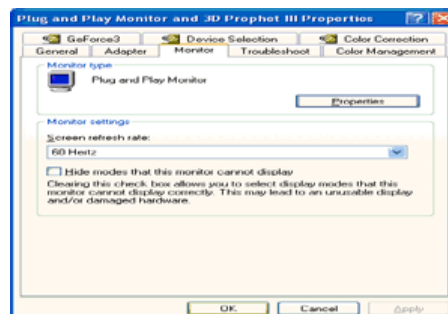 Plug and Play Monitor and 3D Prophet III Properties
GeForce3 Device Selection Color Correction
General Adapter Monitor Troubleshoot Color Management
Monitor type
Plug and Play Monitor
Properties
Monitor settings
Screen refresh rate:
60 Hertz
Hide modes that this monitor cannot display
Clearing this check box allows you to select display modes that this
monitor cannot display correctly. This may lead to an unusable display
and/or damaged hardware.
OK Cancel Apply